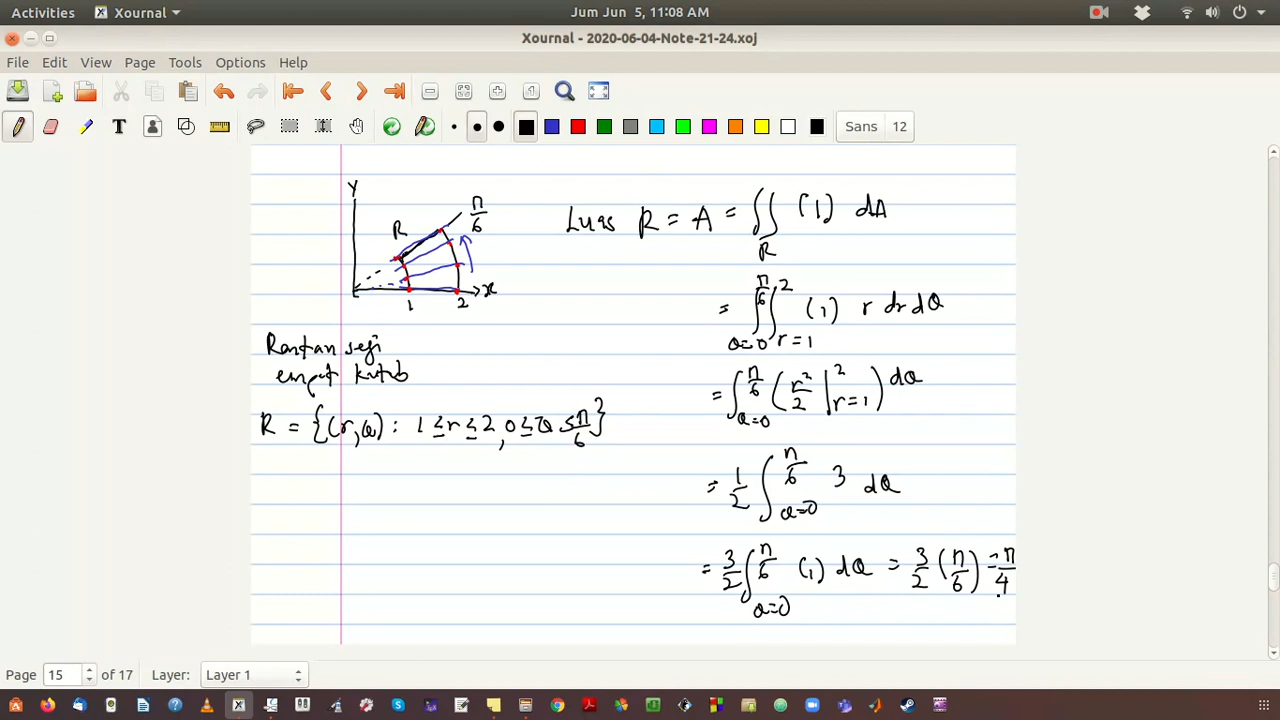 Activities Xournal Jum Jun 5, 11:08 AM
Xournal - 2020-06-04-Note-21-24.xoj
File Edit View Page Tools Options Help
Sans 12
Y
π/6
R
x
1 2
Rantau segi
empat kutub
R = {(r,θ) : 1 ≤ r ≤ 2, 0 ≤ θ ≤ π/6}
Luas R = A = ∬_R (1) dA
= ∫_{θ=0}^{π/6} ∫_{r=1}^{2} (1) r dr dθ
= ∫_{θ=0}^{π/6} (r²/2 |_{r=1}^{2}) dθ
= 1/2 ∫_{θ=0}^{π/6} 3 dθ
= 3/2 ∫_{θ=0}^{π/6} (1) dθ = 3/2 (π/6) = π/4
Page 15 of 17 Layer: Layer 1